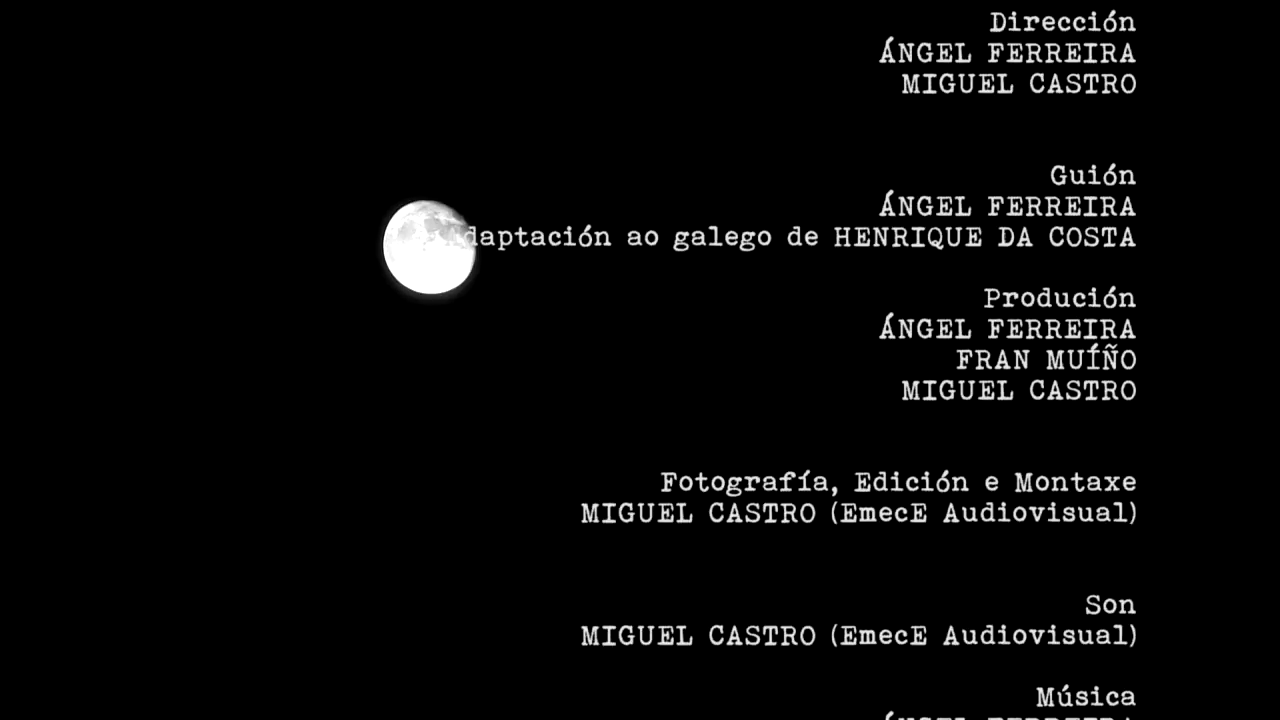 Dirección
ÁNGEL FERREIRA
MIGUEL CASTRO
Guión
ÁNGEL FERREIRA
Adaptación ao galego de HENRIQUE DA COSTA
Produción
ÁNGEL FERREIRA
FRAN MUÍÑO
MIGUEL CASTRO
Fotografía, Edición e Montaxe
MIGUEL CASTRO (EmecE Audiovisual)
Son
MIGUEL CASTRO (EmecE Audiovisual)
Música